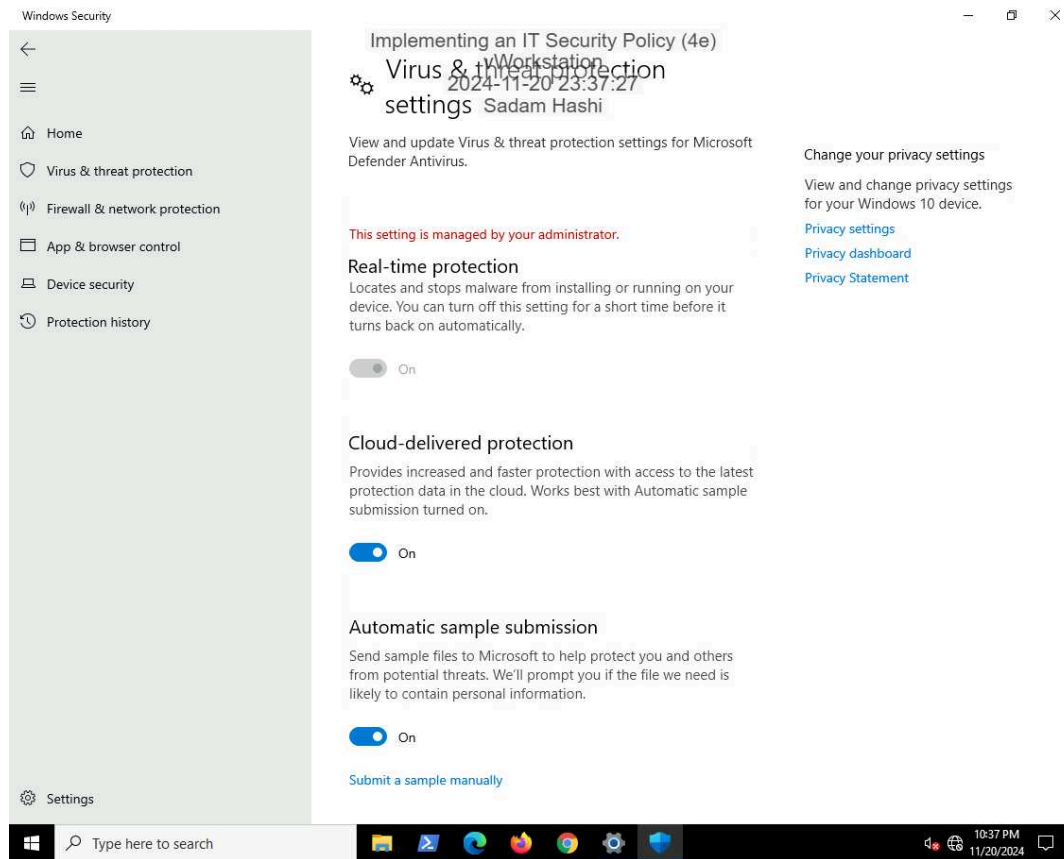 Windows Security
Implementing an IT Security Policy (4e)
vWorkstation
2024-11-20 23:37:27
Sadam Hashi
Virus & threat protection
settings
Home
Virus & threat protection
Firewall & network protection
App & browser control
Device security
Protection history
Settings
View and update Virus & threat protection settings for Microsoft
Defender Antivirus.
This setting is managed by your administrator.
Real-time protection
Locates and stops malware from installing or running on your
device. You can turn off this setting for a short time before it
turns back on automatically.
On
Cloud-delivered protection
Provides increased and faster protection with access to the latest
protection data in the cloud. Works best with Automatic sample
submission turned on.
On
Automatic sample submission
Send sample files to Microsoft to help protect you and others
from potential threats. We'll prompt you if the file we need is
likely to contain personal information.
On
Submit a sample manually
Change your privacy settings
View and change privacy settings
for your Windows 10 device.
Privacy settings
Privacy dashboard
Privacy Statement
Type here to search
10:37 PM
11/20/2024